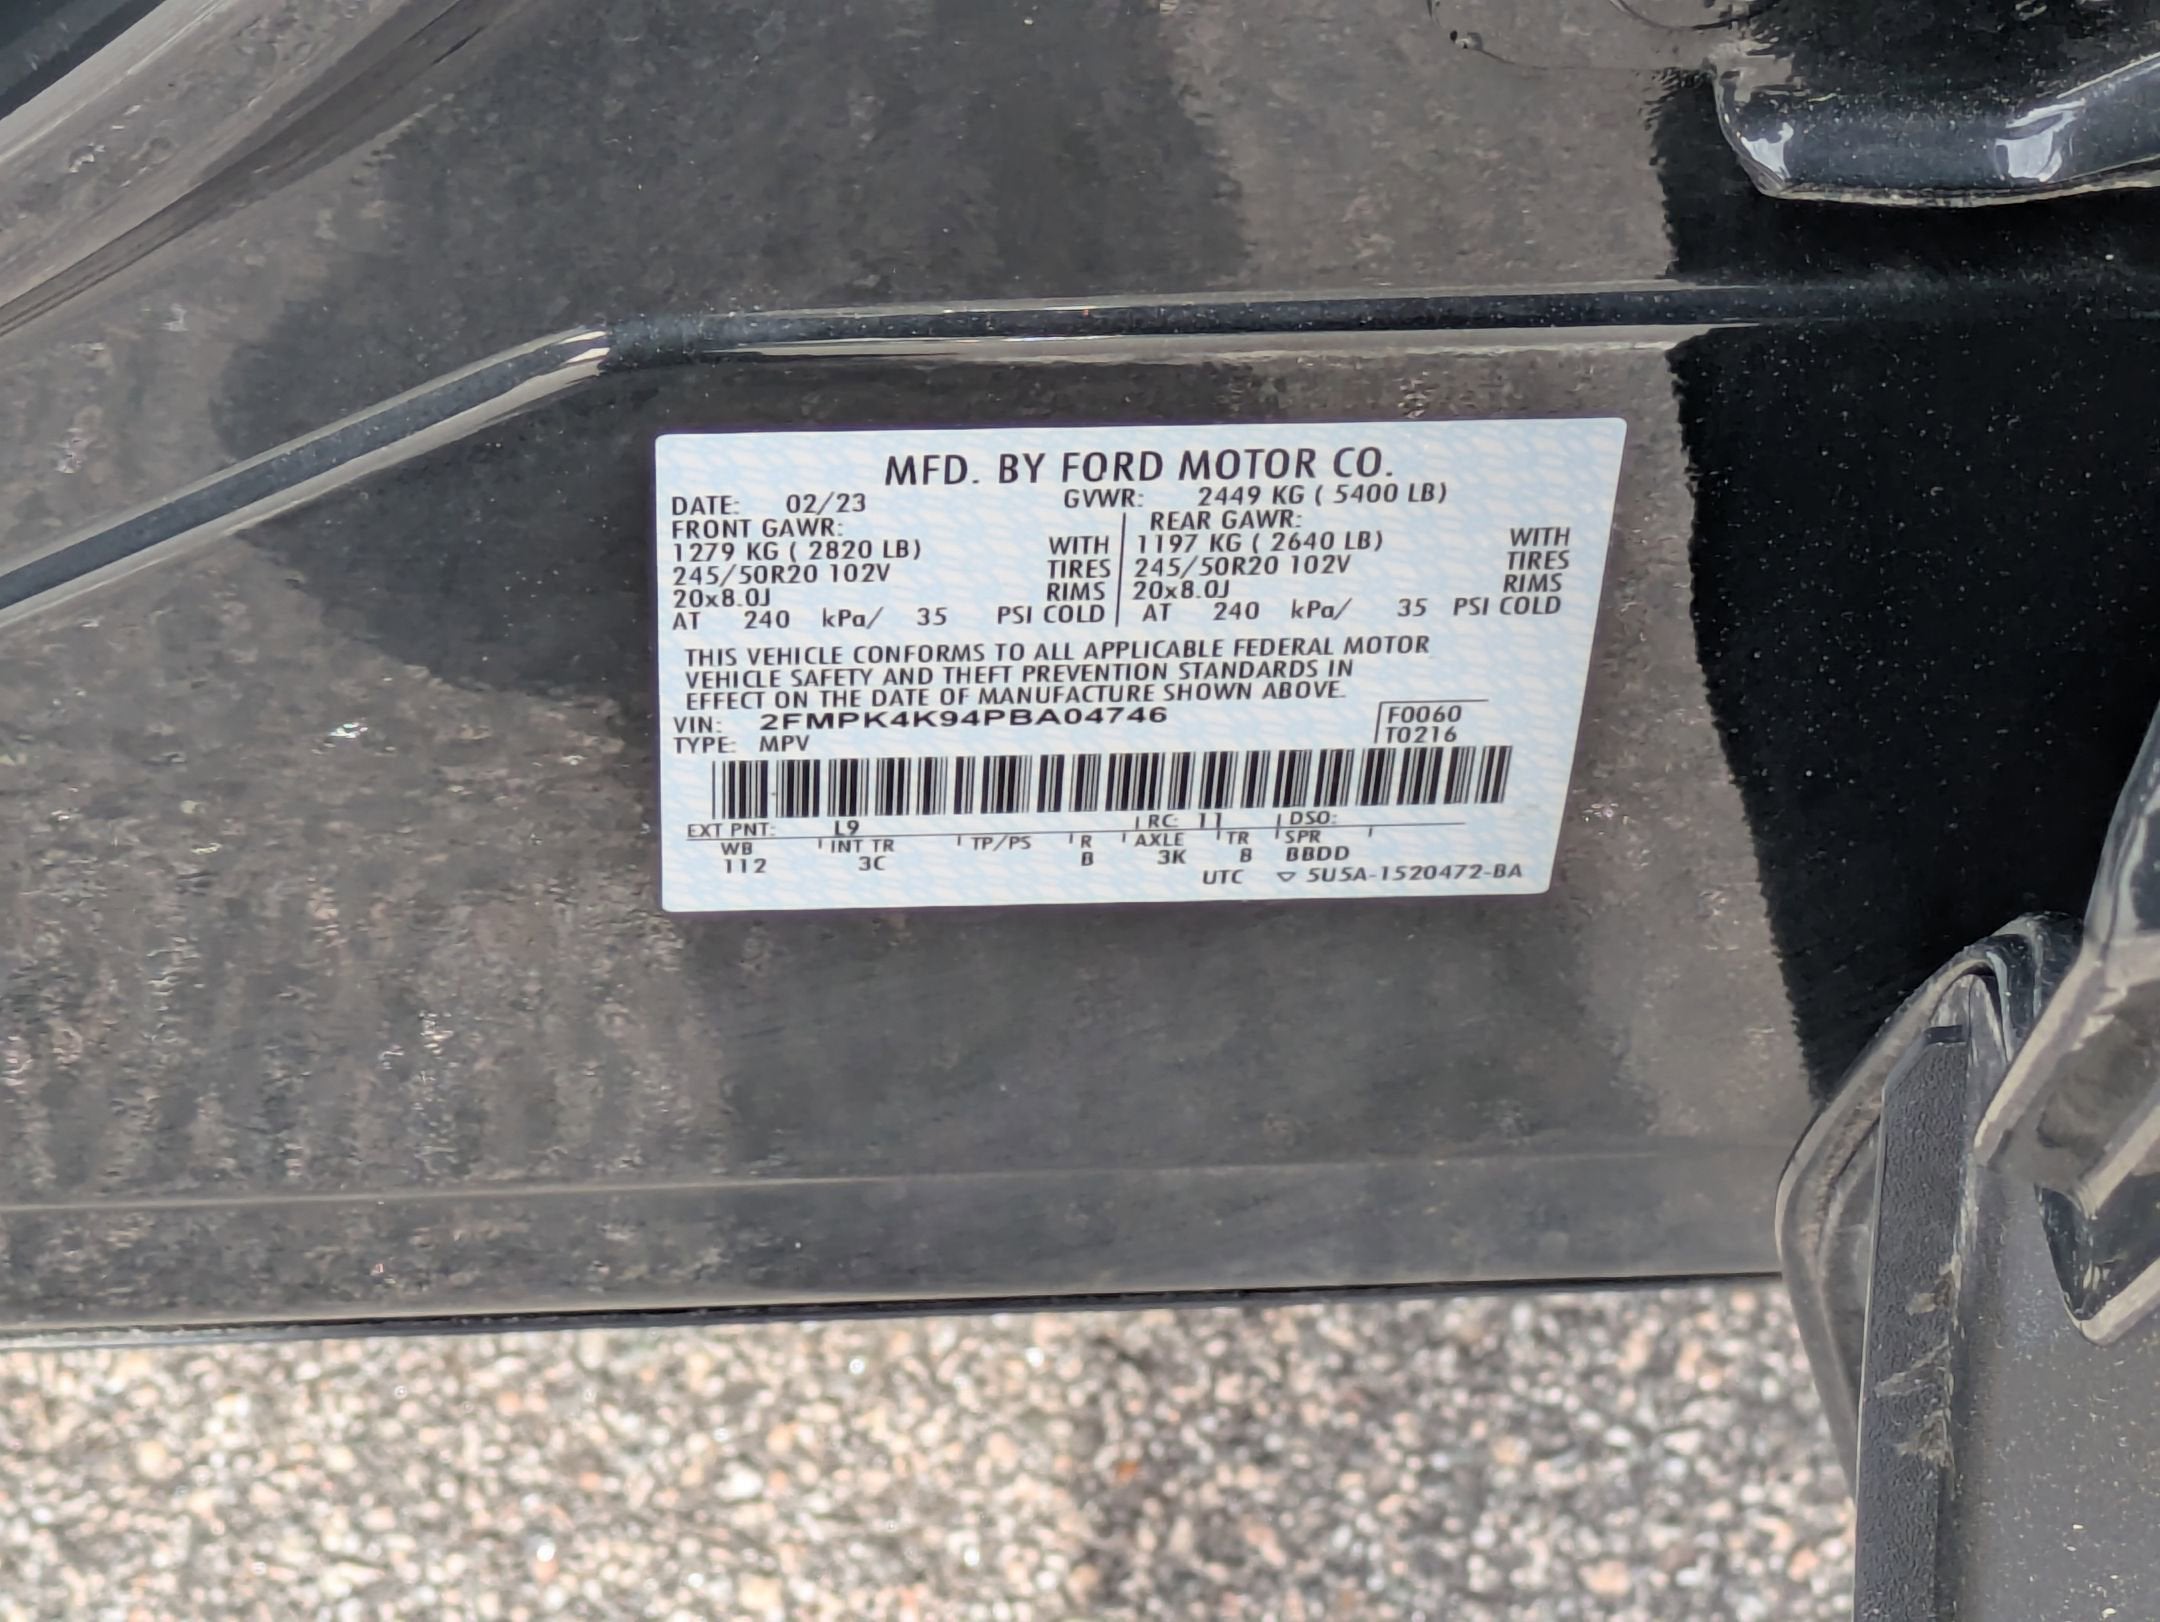 MFD. BY FORD MOTOR CO.
DATE: 02/23 GVWR: 2449 KG ( 5400 LB)
FRONT GAWR: REAR GAWR:
1279 KG ( 2820 LB) WITH 1197 KG ( 2640 LB) WITH
245/50R20 102V TIRES 245/50R20 102V TIRES
20x8.0J RIMS 20x8.0J RIMS
AT 240 kPa/ 35 PSI COLD AT 240 kPa/ 35 PSI COLD
THIS VEHICLE CONFORMS TO ALL APPLICABLE FEDERAL MOTOR
VEHICLE SAFETY AND THEFT PREVENTION STANDARDS IN
EFFECT ON THE DATE OF MANUFACTURE SHOWN ABOVE.
VIN: 2FMPK4K94PBA04746 F0060
TYPE: MPV T0216
EXT PNT: L9 RC: 11 DSO:
WB INT TR TP/PS R AXLE TR SPR
112 3C B 3K B BBDD
UTC ▽ 5U5A-1520472-BA